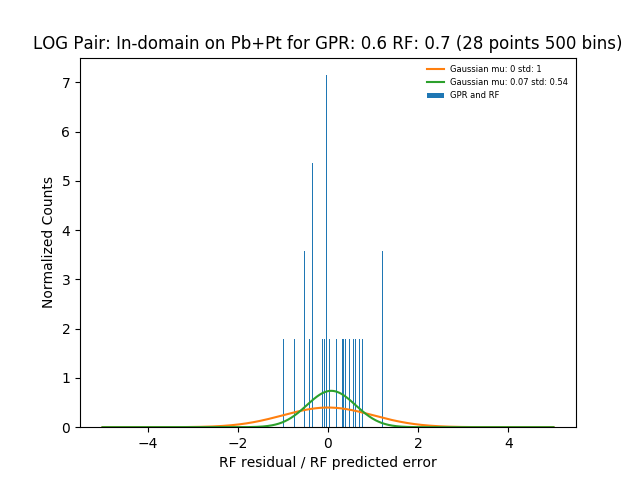 LOG Pair: In-domain on Pb+Pt for GPR: 0.6 RF: 0.7 (28 points 500 bins)
Gaussian mu: 0 std: 1
Gaussian mu: 0.07 std: 0.54
GPR and RF
Normalized Counts
7
6
5
4
3
2
1
0
−4 −2 0 2 4
RF residual / RF predicted error